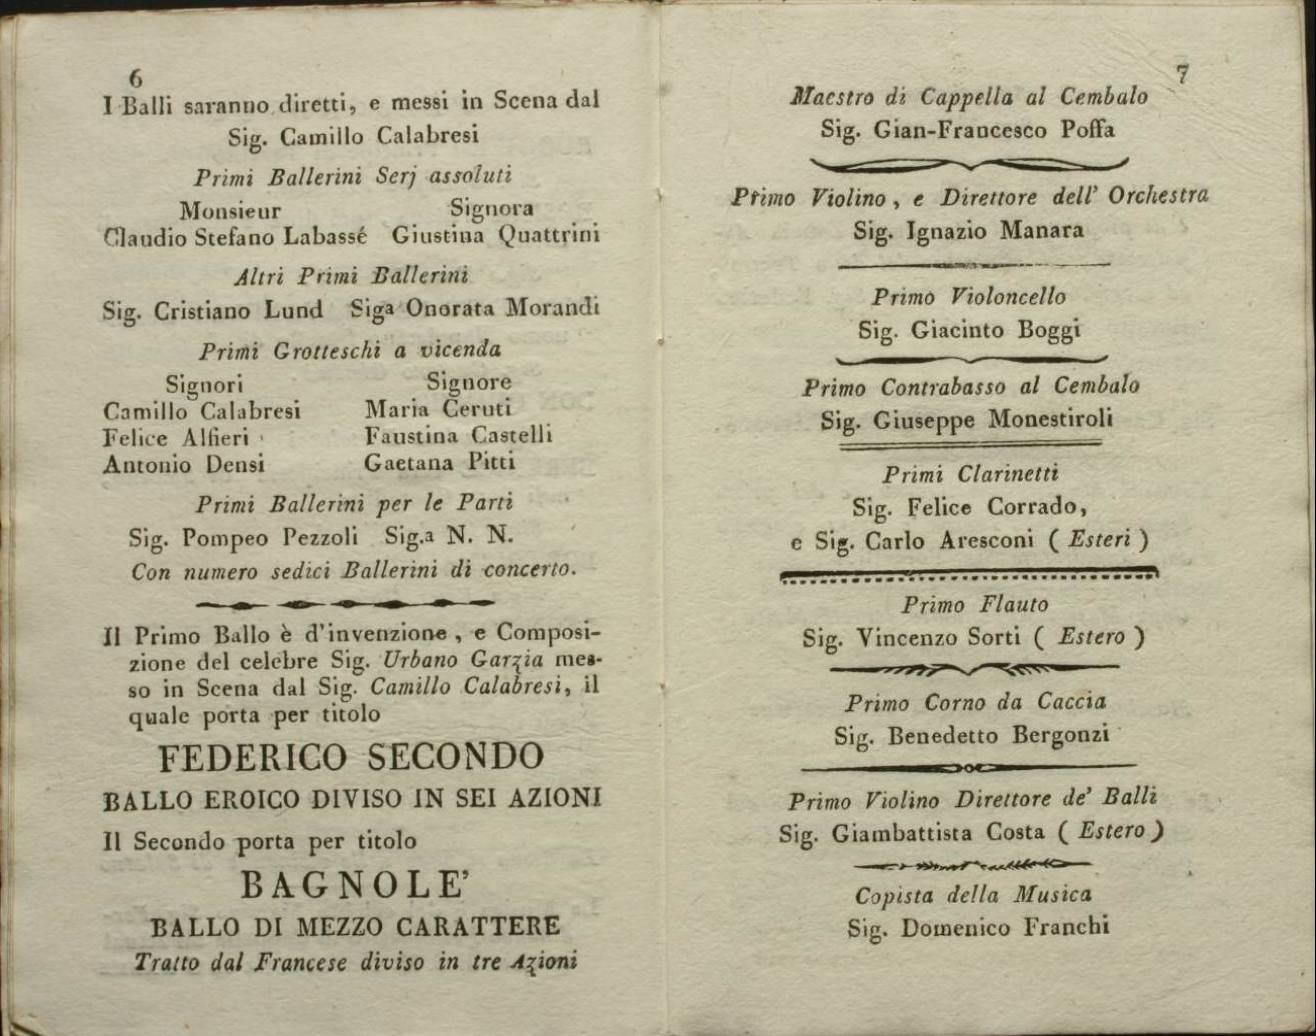 6
I Balli saranno diretti, e messi in Scena dal
Sig. Camillo Calabresi
Primi Ballerini Serj assoluti
Monsieur Signora
Claudio Stefano Labassé Giustina Quattrini
Altri Primi Ballerini
Sig. Cristiano Lund Sig.a Onorata Morandi
Primi Grotteschi a vicenda
Signori Signore
Camillo Calabresi Maria Ceruti
Felice Alfieri Faustina Castelli
Antonio Densi Gaetana Pitti
Primi Ballerini per le Parti
Sig. Pompeo Pezzoli Sig.a N. N.
Con numero sedici Ballerini di concerto.
Il Primo Ballo è d'invenzione, e Composi-
zione del celebre Sig. Urbano Garzia mes-
so in Scena dal Sig. Camillo Calabresi, il
quale porta per titolo
FEDERICO SECONDO
BALLO EROICO DIVISO IN SEI AZIONI
Il Secondo porta per titolo
BAGNOLE'
BALLO DI MEZZO CARATTERE
Tratto dal Francese diviso in tre Azioni
7
Maestro di Cappella al Cembalo
Sig. Gian-Francesco Poffa
Primo Violino, e Direttore dell' Orchestra
Sig. Ignazio Manara
Primo Violoncello
Sig. Giacinto Boggi
Primo Contrabasso al Cembalo
Sig. Giuseppe Monestiroli
Primi Clarinetti
Sig. Felice Corrado,
e Sig. Carlo Aresconi ( Esteri )
Primo Flauto
Sig. Vincenzo Sorti ( Estero )
Primo Corno da Caccia
Sig. Benedetto Bergonzi
Primo Violino Direttore de' Balli
Sig. Giambattista Costa ( Estero )
Copista della Musica
Sig. Domenico Franchi